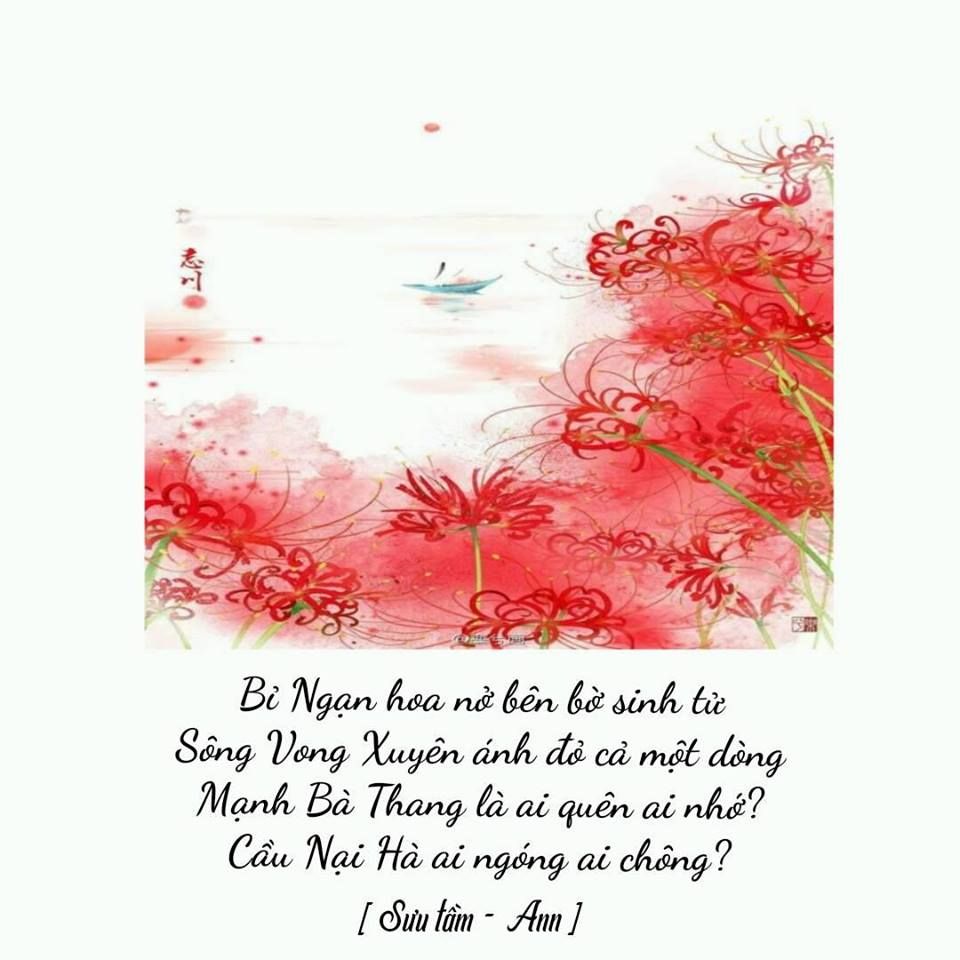 忘
川
Bỉ Ngạn hoa nở bên bờ sinh tử
Sông Vong Xuyên ánh đỏ cả một dòng
Mạnh Bà Thang là ai quên ai nhớ?
Cầu Nại Hà ai ngóng ai chông?
[ Sưu tầm - Ann ]